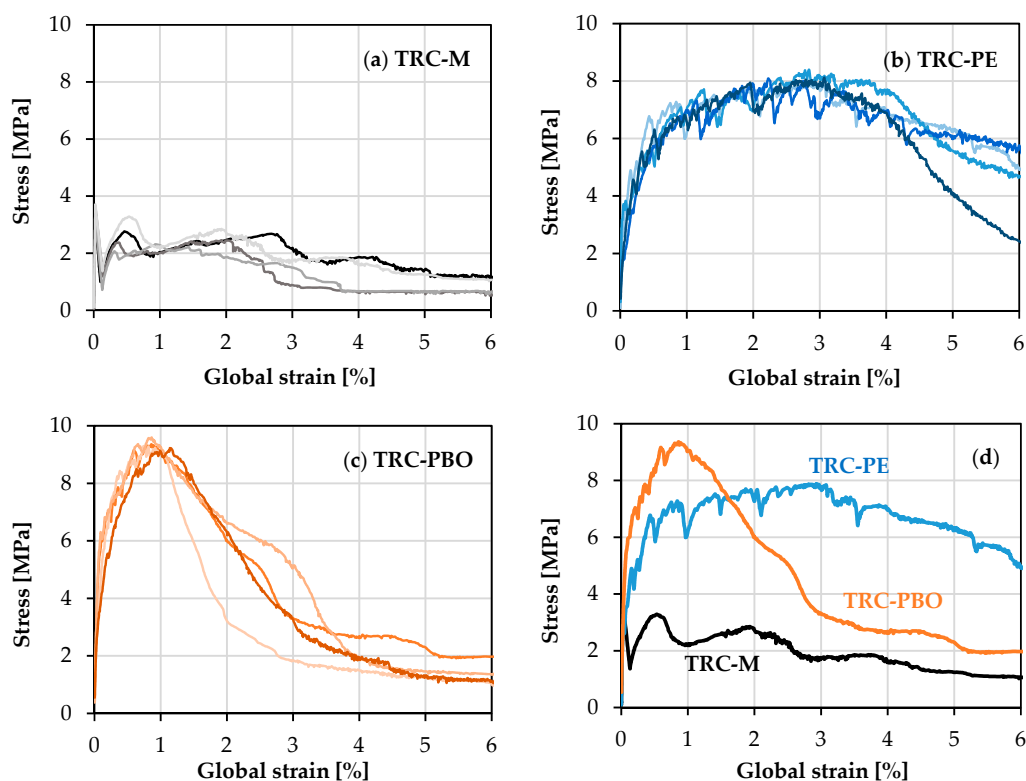 10
8
6
4
2
0
Stress [MPa]
(a) TRC-M
0 1 2 3 4 5 6
Global strain [%]
10
8
6
4
2
0
Stress [MPa]
(b) TRC-PE
0 1 2 3 4 5 6
Global strain [%]
10
8
6
4
2
0
Stress [MPa]
(c) TRC-PBO
0 1 2 3 4 5 6
Global strain [%]
10
8
6
4
2
0
Stress [MPa]
(d)
TRC-PE
TRC-PBO
TRC-M
0 1 2 3 4 5 6
Global strain [%]